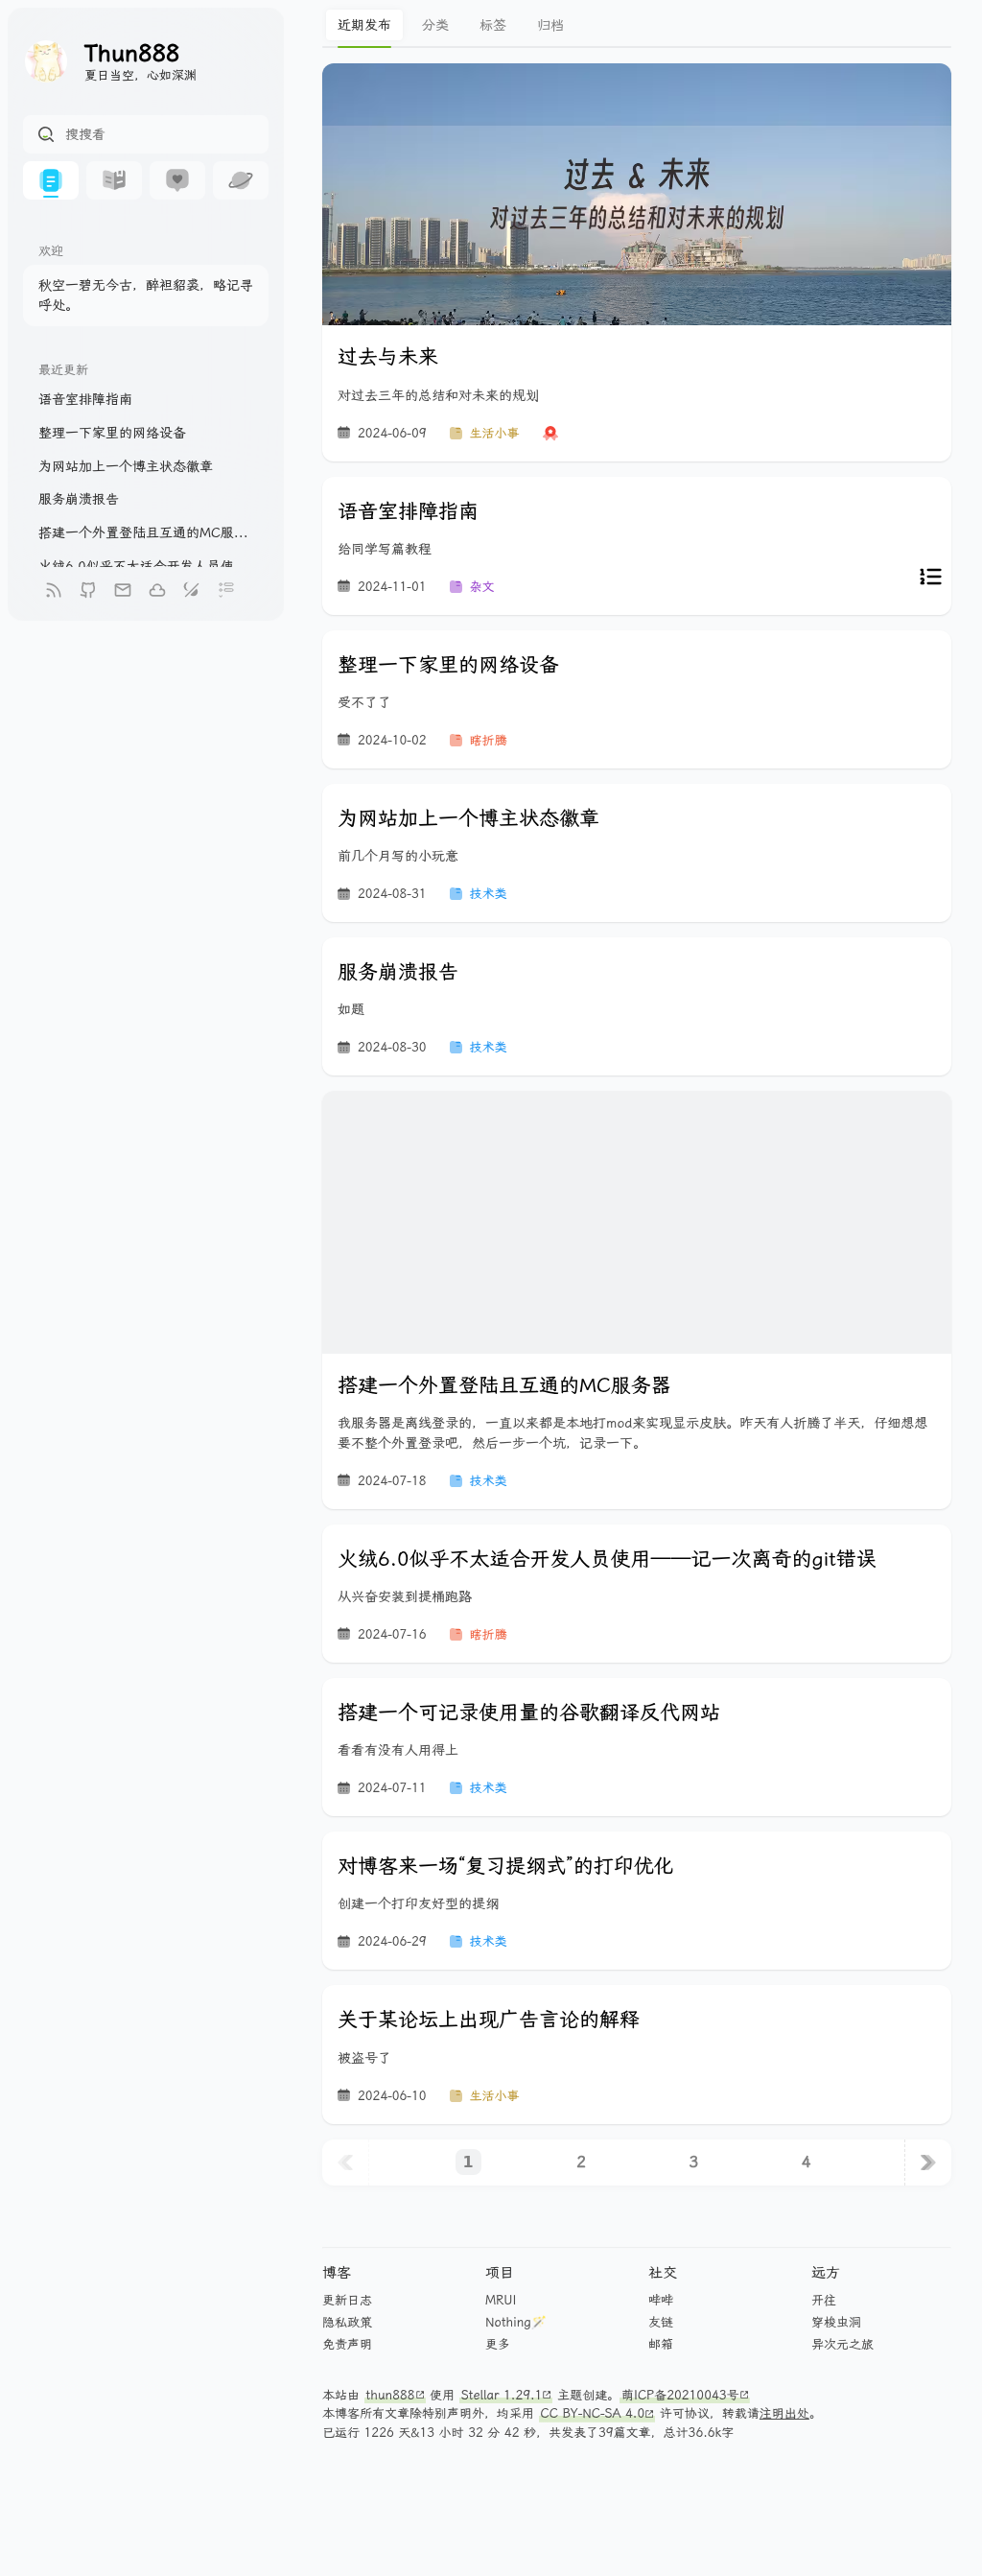 Thun888
夏日当空，心如深渊
搜搜看
欢迎
秋空一碧无今古，醉袒貂裘，略记寻
呼处。
最近更新
语音室排障指南
整理一下家里的网络设备
为网站加上一个博主状态徽章
服务崩溃报告
搭建一个外置登陆且互通的MC服...
火绒6.0似乎不太适合开发人员使
近期发布 分类 标签 归档
过去 & 未来
对过去三年的总结和对未来的规划
过去与未来
对过去三年的总结和对未来的规划
2024-06-09 生活小事
语音室排障指南
给同学写篇教程
2024-11-01 杂文
整理一下家里的网络设备
受不了了
2024-10-02 瞎折腾
为网站加上一个博主状态徽章
前几个月写的小玩意
2024-08-31 技术类
服务崩溃报告
如题
2024-08-30 技术类
搭建一个外置登陆且互通的MC服务器
我服务器是离线登录的，一直以来都是本地打mod来实现显示皮肤。昨天有人折腾了半天，仔细想想
要不整个外置登录吧，然后一步一个坑，记录一下。
2024-07-18 技术类
火绒6.0似乎不太适合开发人员使用——记一次离奇的git错误
从兴奋安装到提桶跑路
2024-07-16 瞎折腾
搭建一个可记录使用量的谷歌翻译反代网站
看看有没有人用得上
2024-07-11 技术类
对博客来一场“复习提纲式”的打印优化
创建一个打印友好型的提纲
2024-06-29 技术类
关于某论坛上出现广告言论的解释
被盗号了
2024-06-10 生活小事
1 2 3 4
博客 项目 社交 远方
更新日志 MRUI 哔哔 开往
隐私政策 Nothing 友链 穿梭虫洞
免责声明 更多 邮箱 异次元之旅
本站由 thun888 使用 Stellar 1.29.1 主题创建。萌ICP备20210043号
本博客所有文章除特别声明外，均采用 CC BY-NC-SA 4.0 许可协议，转载请注明出处。
已运行 1226 天&13 小时 32 分 42 秒，共发表了39篇文章，总计36.6k字